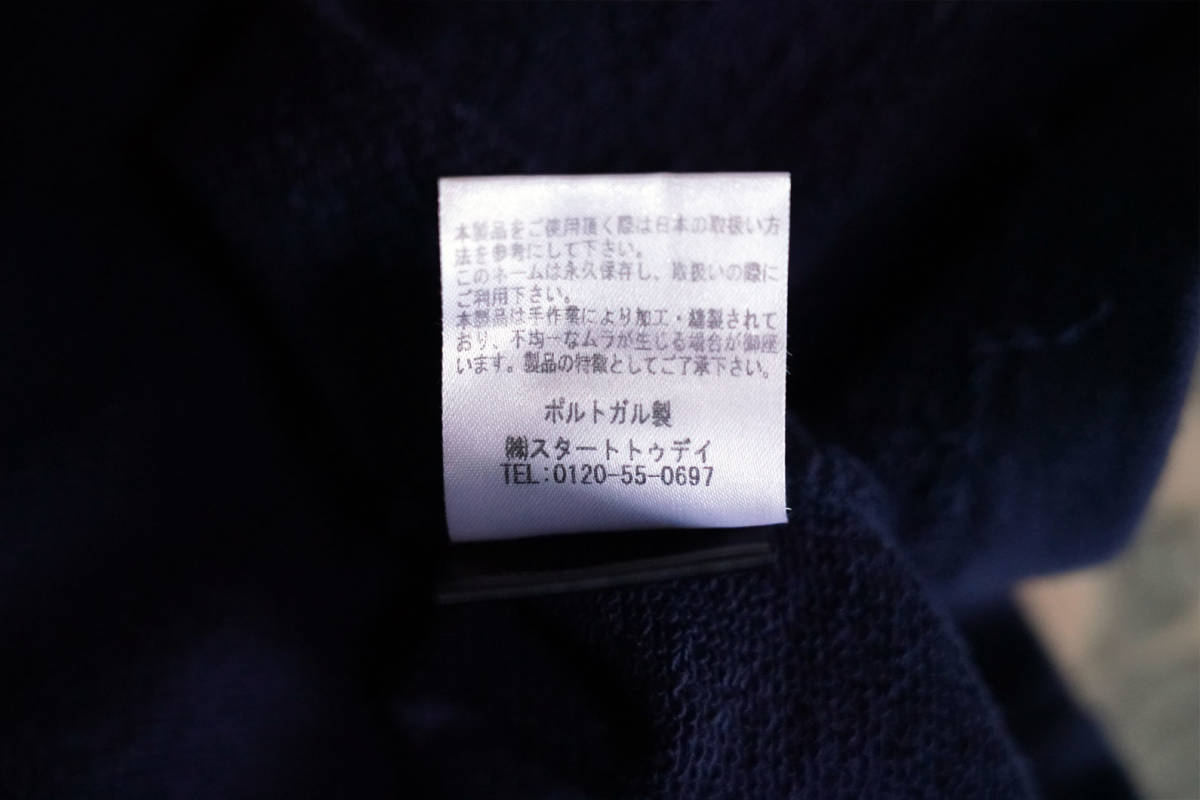 本製品をご使用頂く際は日本の取扱い方
法を参考にして下さい。
このネームは永久保存し、取扱いの際に
ご利用下さい。
本製品は手作業により加工・縫製されて
おり、不均一なムラが生じる場合が御座
います。製品の特徴としてご了承下さい。
ポルトガル製
㈱スタートトゥデイ
TEL:0120-55-0697